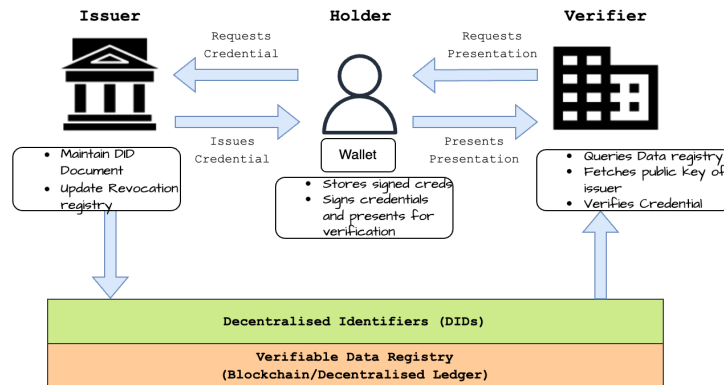 Issuer
Holder
Verifier
Requests
Credential
Requests
Presentation
Issues
Credential
Presents
Presentation
Wallet
• Maintain DID
Document
• Update Revocation
registry
• Stores signed creds
• Signs credentials
and presents for
verification
• Queries Data registry
• Fetches public key of
issuer
• Verifies Credential
Decentralised Identifiers (DIDs)
Verifiable Data Registry
(Blockchain/Decentralised Ledger)